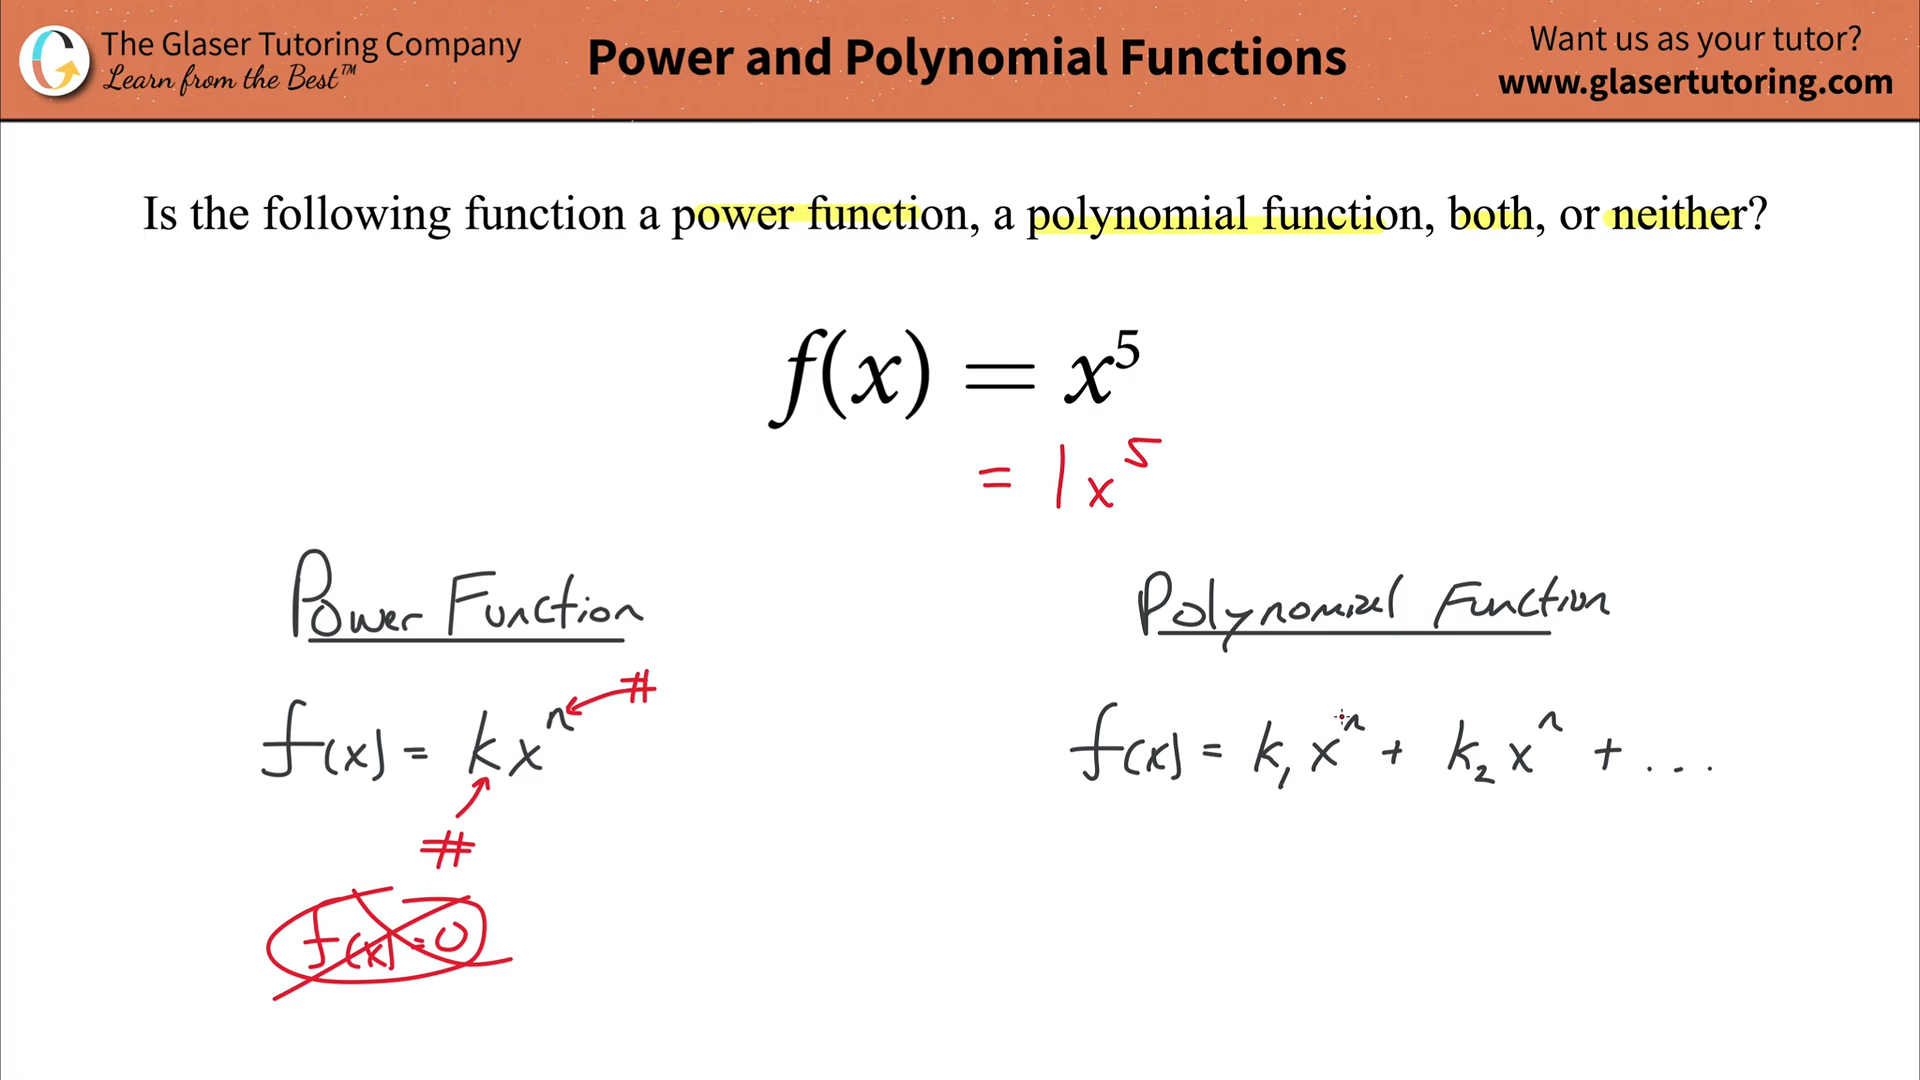 The Glaser Tutoring Company
Learn from the Best™
Power and Polynomial Functions
Want us as your tutor?
www.glasertutoring.com
Is the following function a power function, a polynomial function, both, or neither?
f(x) = x⁵
= 1x⁵
Power Function
f(x) = kxⁿ
#
#
f(x)=0
Polynomial Function
f(x) = k₁xⁿ + k₂xⁿ + ...